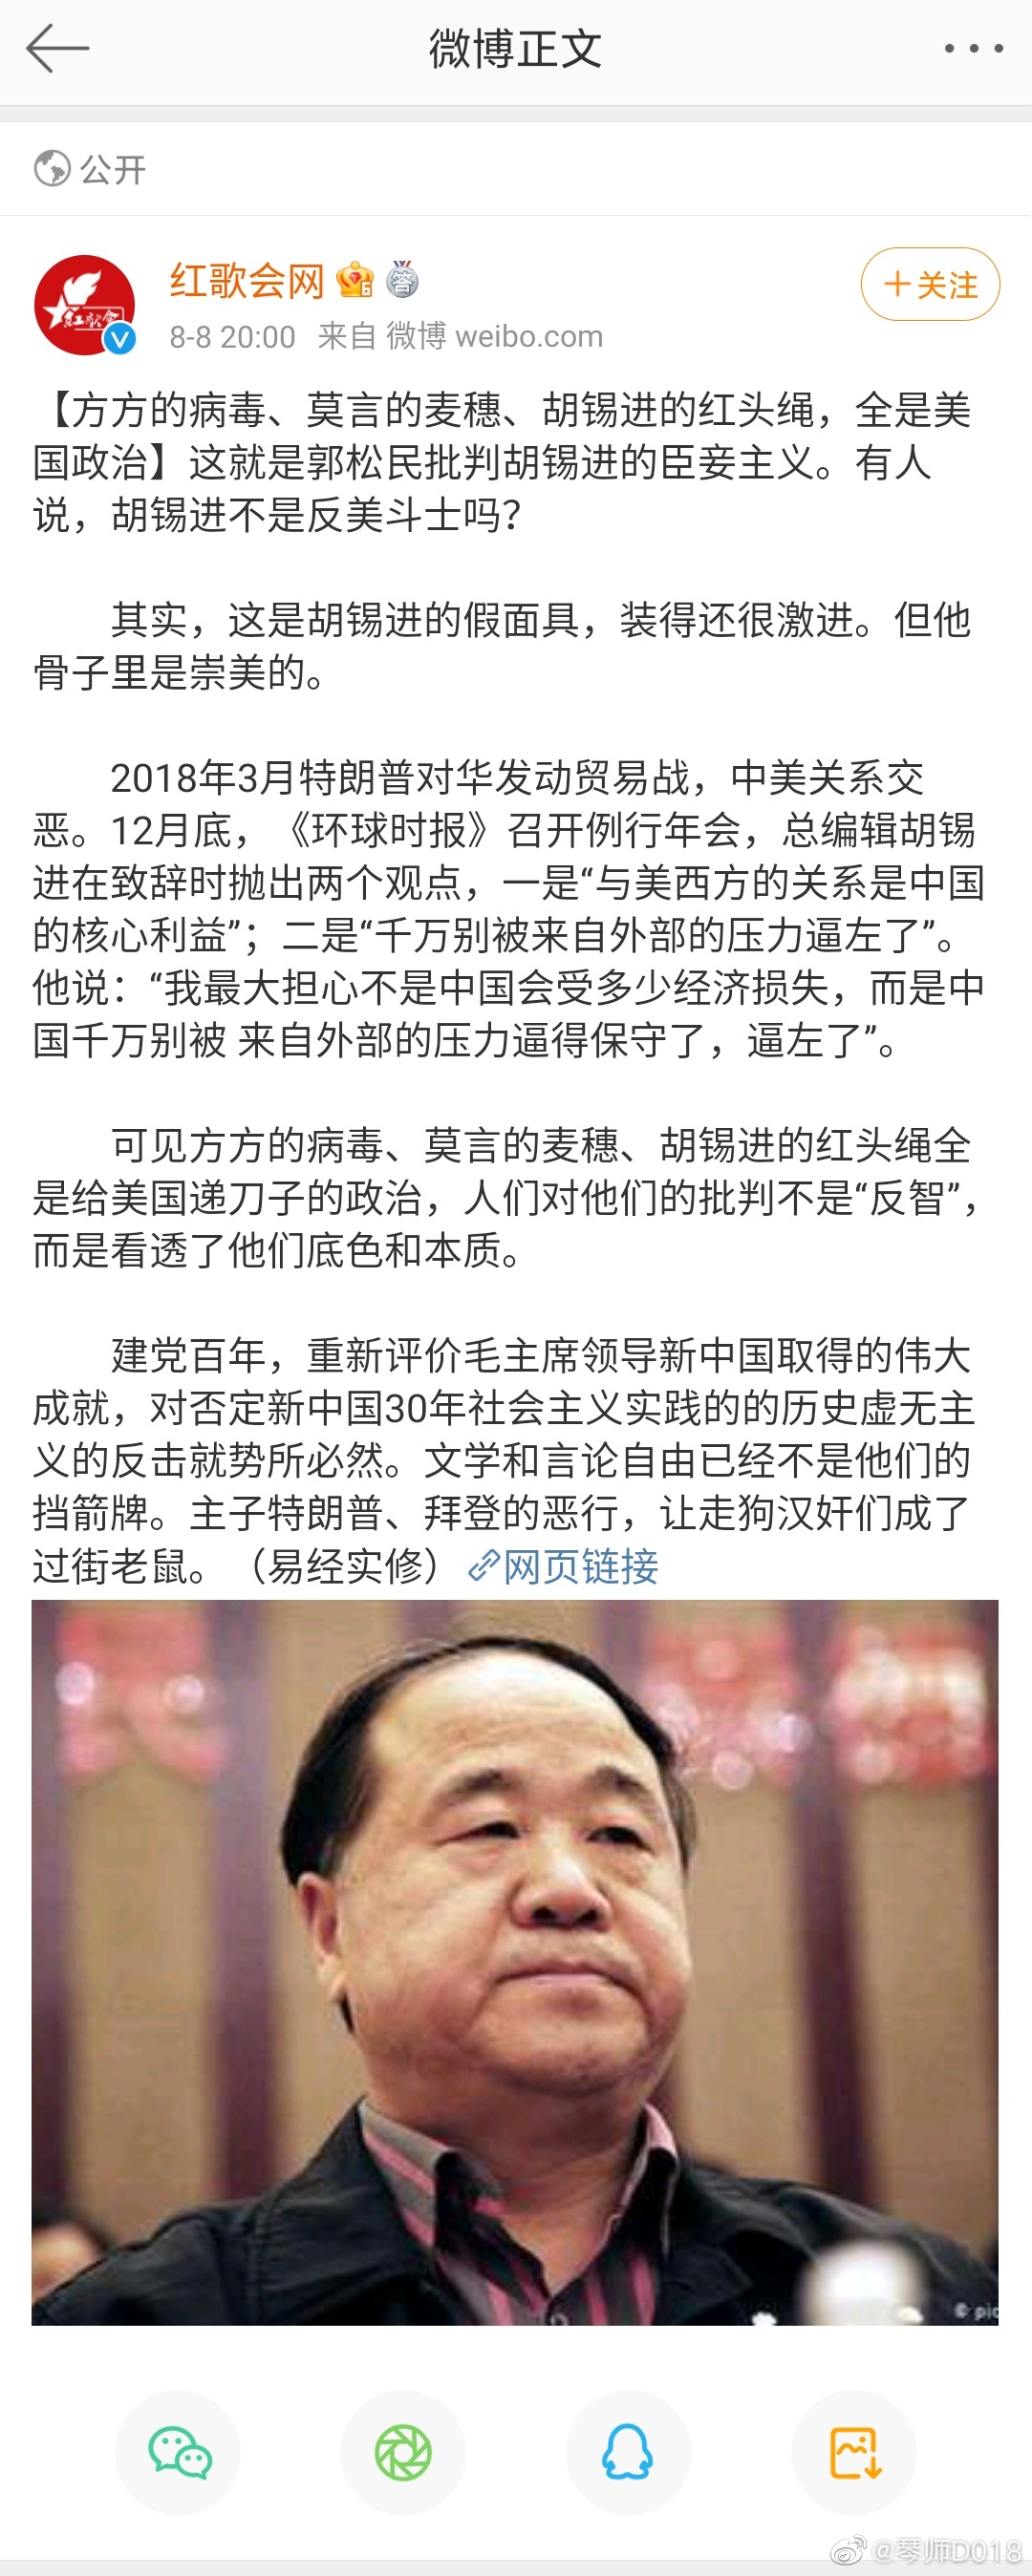 微博正文
公开
红歌会网
8-8 20:00 来自 微博 weibo.com
+关注
【方方的病毒、莫言的麦穗、胡锡进的红头绳，全是美
国政治】这就是郭松民批判胡锡进的臣妾主义。有人
说，胡锡进不是反美斗士吗？
其实，这是胡锡进的假面具，装得还很激进。但他
骨子里是崇美的。
2018年3月特朗普对华发动贸易战，中美关系交
恶。12月底，《环球时报》召开例行年会，总编辑胡锡
进在致辞时抛出两个观点，一是“与美西方的关系是中国
的核心利益”；二是“千万别被来自外部的压力逼左了”。
他说：“我最大担心不是中国会受多少经济损失，而是中
国千万别被 来自外部的压力逼得保守了，逼左了”。
可见方方的病毒、莫言的麦穗、胡锡进的红头绳全
是给美国递刀子的政治，人们对他们的批判不是“反智”，
而是看透了他们底色和本质。
建党百年，重新评价毛主席领导新中国取得的伟大
成就，对否定新中国30年社会主义实践的的历史虚无主
义的反击就势所必然。文学和言论自由已经不是他们的
挡箭牌。主子特朗普、拜登的恶行，让走狗汉奸们成了
过街老鼠。（易经实修）网页链接
© pic
@琴师D018